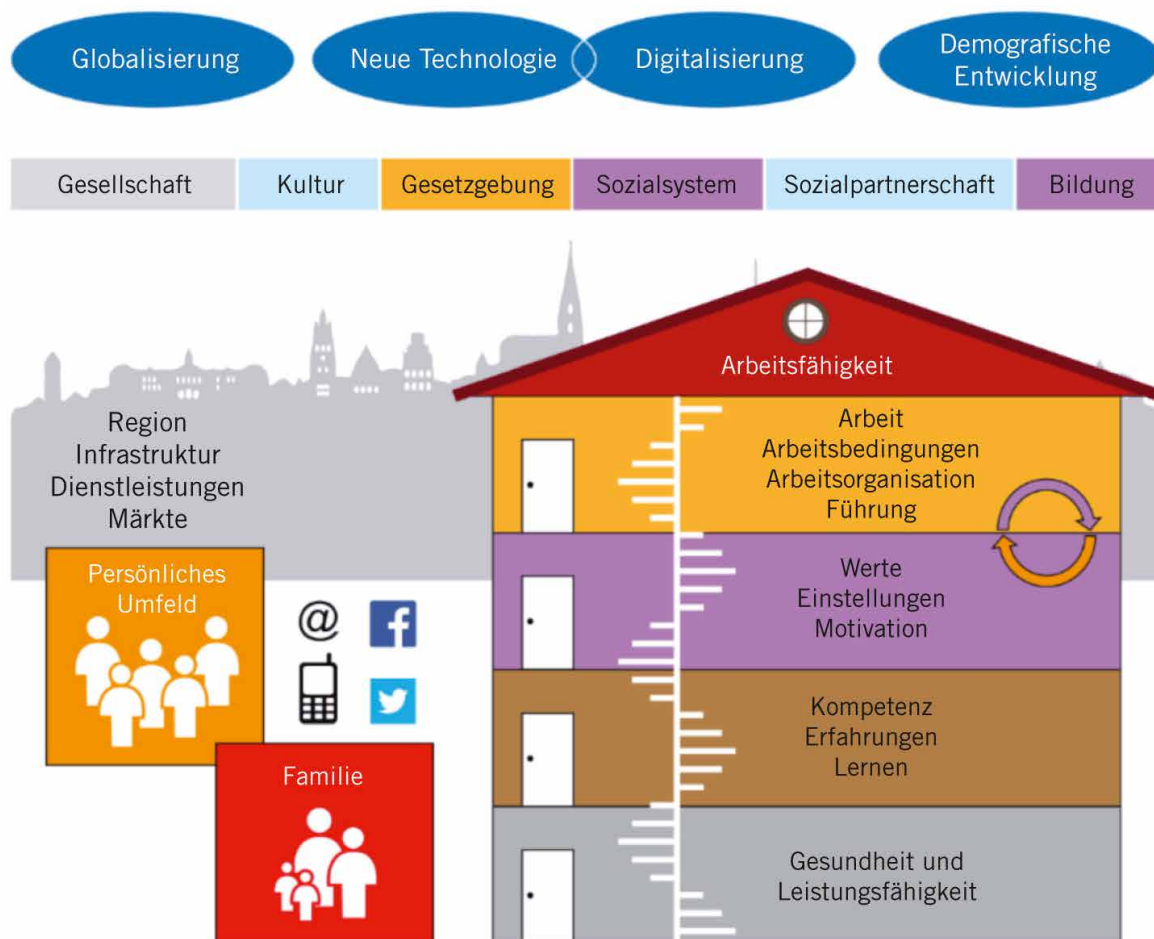 Globalisierung
Neue Technologie
Digitalisierung
Demografische
Entwicklung
Gesellschaft
Kultur
Gesetzgebung
Sozialsystem
Sozialpartnerschaft
Bildung
Arbeitsfähigkeit
Region
Infrastruktur
Dienstleistungen
Märkte
Arbeit
Arbeitsbedingungen
Arbeitsorganisation
Führung
Persönliches
Umfeld
@
f
Werte
Einstellungen
Motivation
Kompetenz
Erfahrungen
Lernen
Familie
Gesundheit und
Leistungsfähigkeit